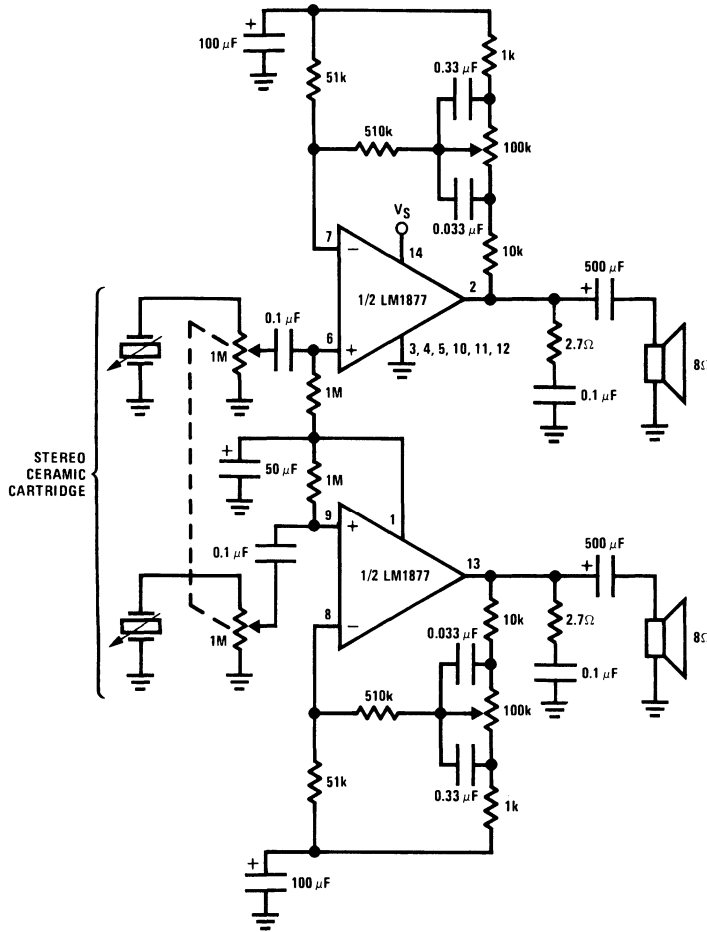 +
100 μF
51k
0.33 μF
1k
510k
100k
0.033 μF
10k
VS
14
7
−
1/2 LM1877
2
500 μF
+
0.1 μF
6
+
3, 4, 5, 10, 11, 12
2.7Ω
0.1 μF
8Ω
1M
1M
STEREO
CERAMIC
CARTRIDGE
+
50 μF
1M
9
+
1
0.1 μF
1/2 LM1877
13
500 μF
+
8
−
1M
10k
2.7Ω
0.033 μF
0.1 μF
8Ω
510k
100k
51k
0.33 μF
1k
+
100 μF